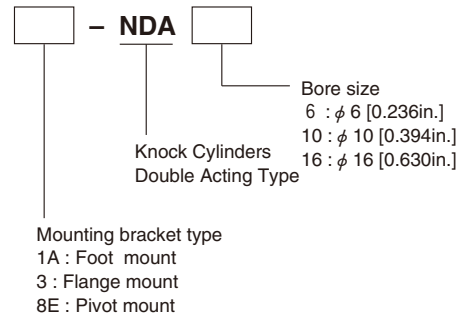 – NDA
Bore size
6 : ϕ 6 [0.236in.]
10 : ϕ 10 [0.394in.]
16 : ϕ 16 [0.630in.]
Knock Cylinders
Double Acting Type
Mounting bracket type
1A : Foot mount
3 : Flange mount
8E : Pivot mount